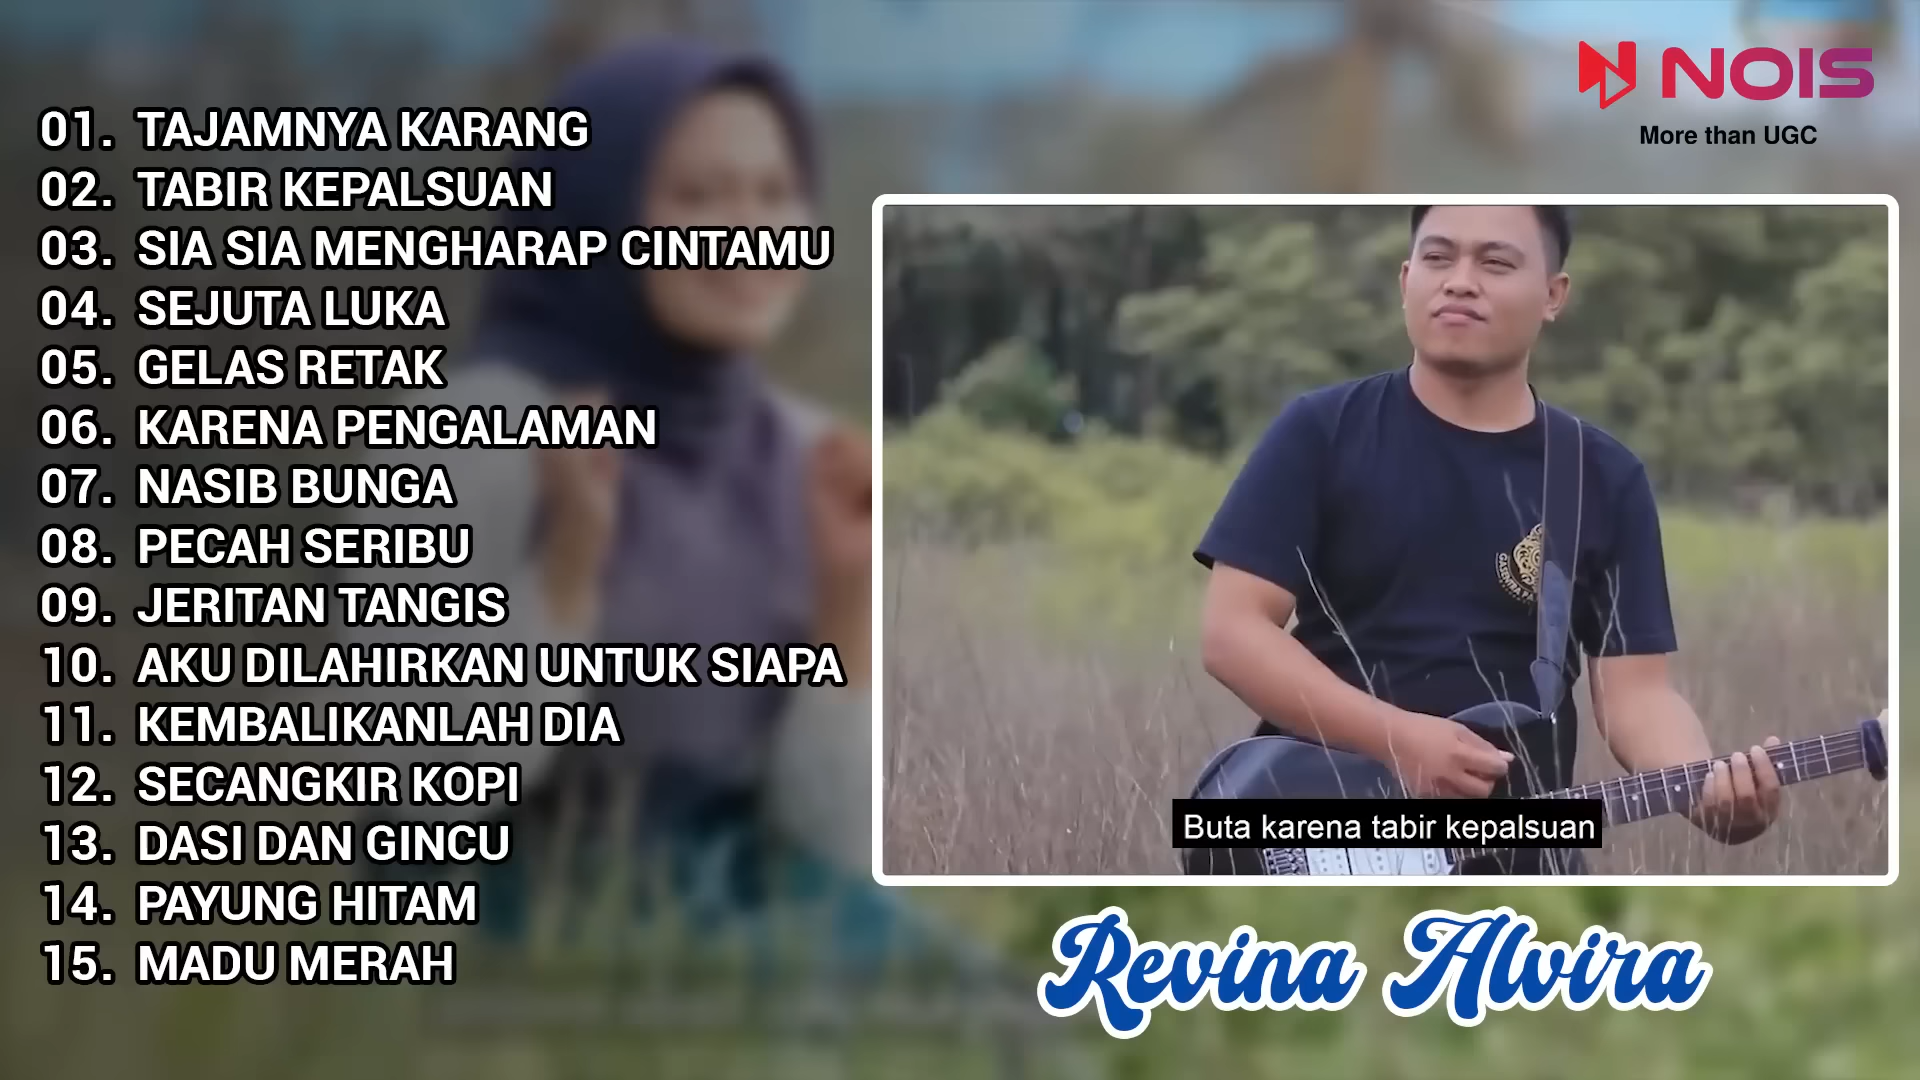 01. TAJAMNYA KARANG
02. TABIR KEPALSUAN
03. SIA SIA MENGHARAP CINTAMU
04. SEJUTA LUKA
05. GELAS RETAK
06. KARENA PENGALAMAN
07. NASIB BUNGA
08. PECAH SERIBU
09. JERITAN TANGIS
10. AKU DILAHIRKAN UNTUK SIAPA
11. KEMBALIKANLAH DIA
12. SECANGKIR KOPI
13. DASI DAN GINCU
14. PAYUNG HITAM
15. MADU MERAH
NOIS
More than UGC
Buta karena tabir kepalsuan
Revina Alvira